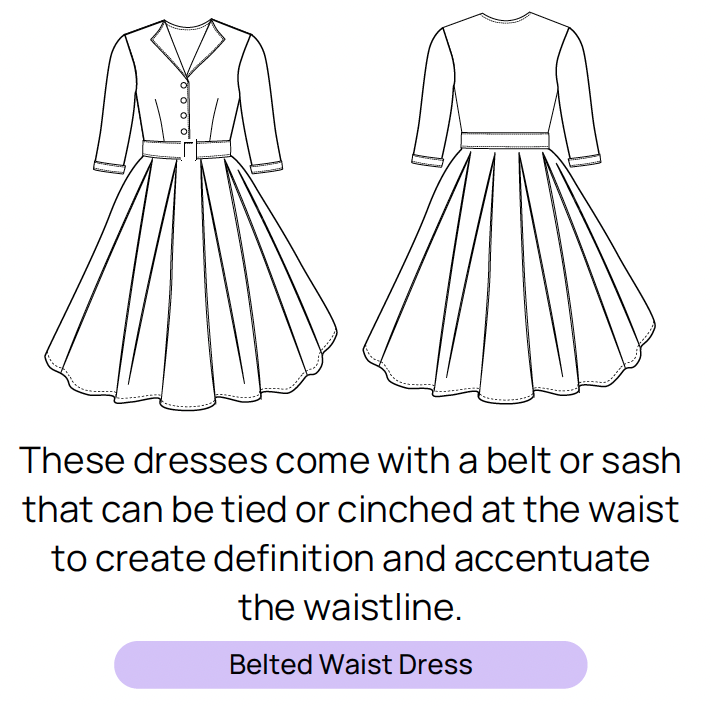 These dresses come with a belt or sash
that can be tied or cinched at the waist
to create definition and accentuate
the waistline.
Belted Waist Dress